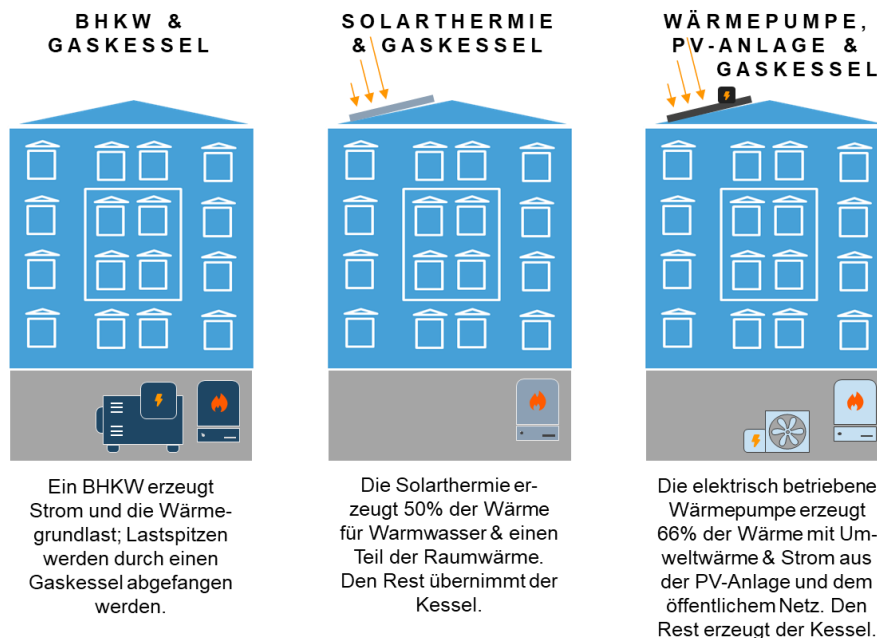 BHKW &
GASKESSEL
Ein BHKW erzeugt
Strom und die Wärme-
grundlast; Lastspitzen
werden durch einen
Gaskessel abgefangen
werden.
SOLARTHERMIE
& GASKESSEL
Die Solarthermie er-
zeugt 50% der Wärme
für Warmwasser & einen
Teil der Raumwärme.
Den Rest übernimmt der
Kessel.
WÄRMEPUMPE,
PV-ANLAGE &
GASKESSEL
Die elektrisch betriebene
Wärmepumpe erzeugt
66% der Wärme mit Um-
weltwärme & Strom aus
der PV-Anlage und dem
öffentlichem Netz. Den
Rest erzeugt der Kessel.